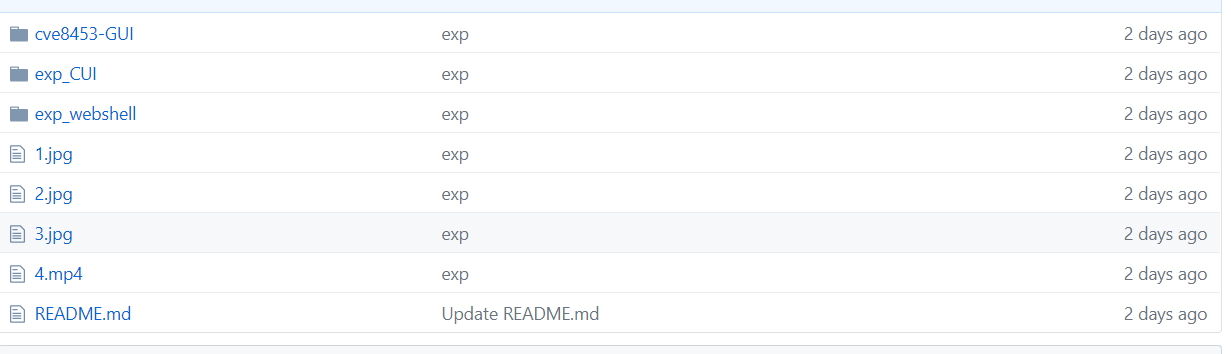 cve8453-GUI exp 2 days ago
exp_CUI exp 2 days ago
exp_webshell exp 2 days ago
1.jpg exp 2 days ago
2.jpg exp 2 days ago
3.jpg exp 2 days ago
4.mp4 exp 2 days ago
README.md Update README.md 2 days ago